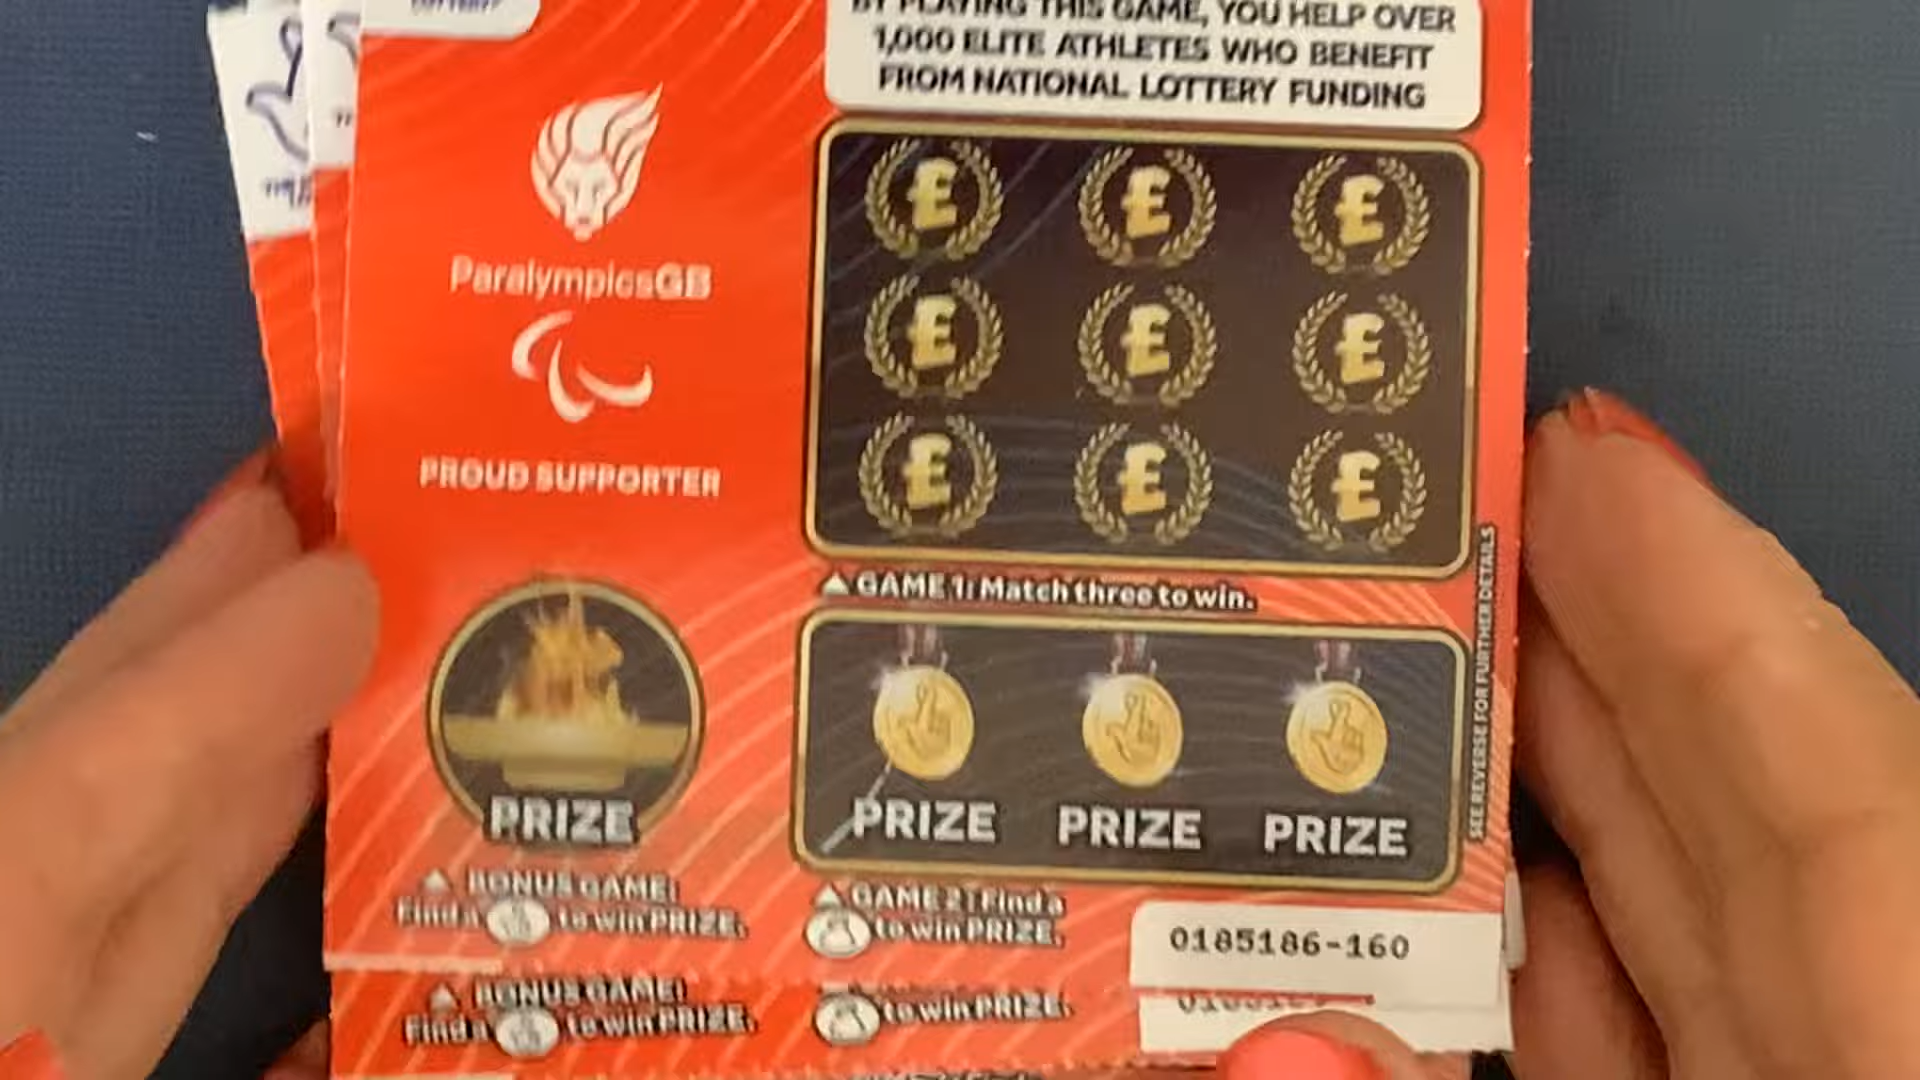 BY PLAYING THIS GAME, YOU HELP OVER
1,000 ELITE ATHLETES WHO BENEFIT
FROM NATIONAL LOTTERY FUNDING
£ £ £
£ £ £
£ £ £
ParalympicsGB
PROUD SUPPORTER
▲ GAME 1: Match three to win.
SEE REVERSE FOR FURTHER DETAILS
PRIZE
PRIZE PRIZE PRIZE
▲ BONUS GAME:
Find a to win PRIZE.
▲ GAME 2: Find a
to win PRIZE.
0185186-160
▲ BONUS GAME:
Find a to win PRIZE.
to win PRIZE.